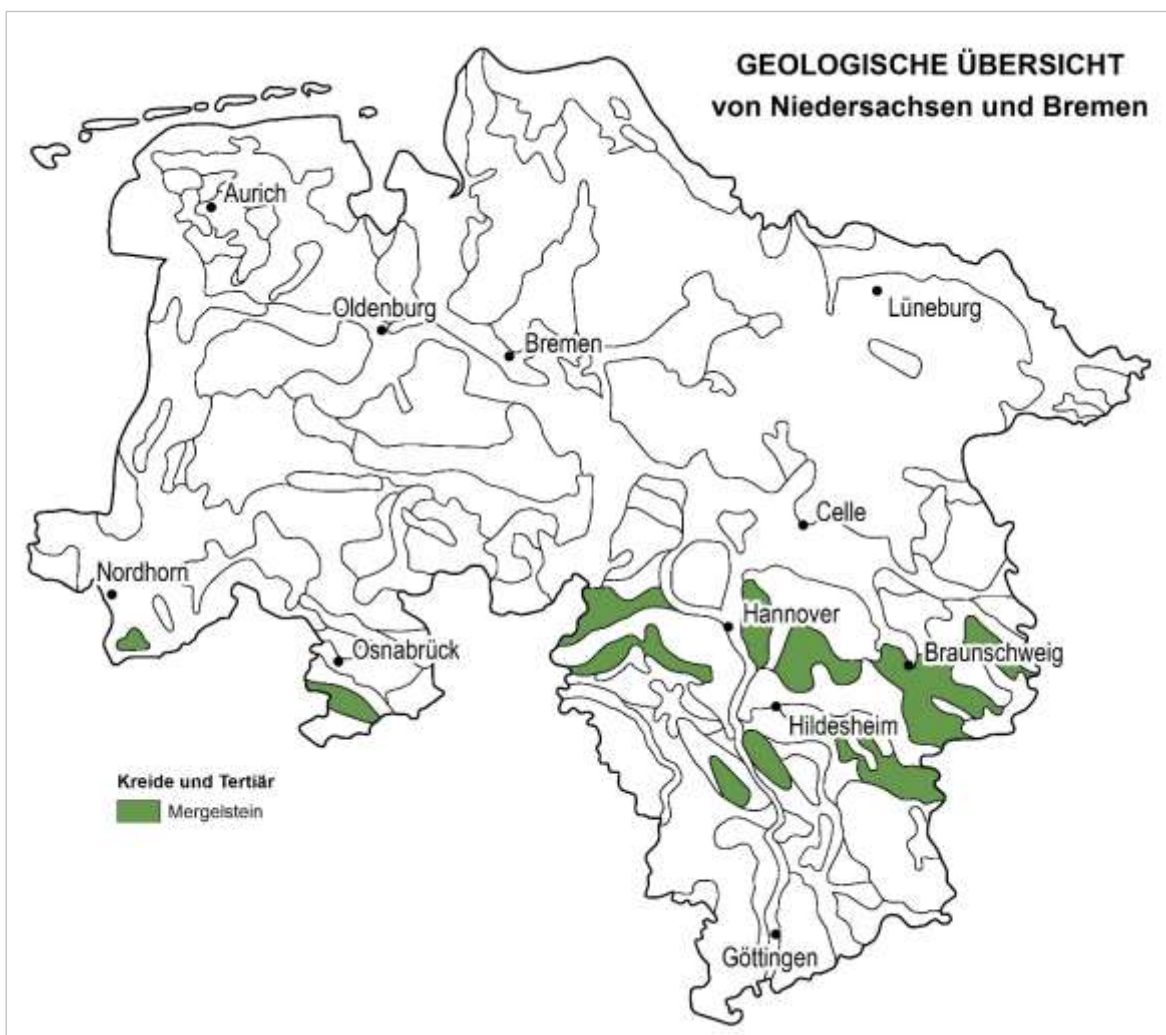 GEOLOGISCHE ÜBERSICHT
von Niedersachsen und Bremen
Aurich
Oldenburg
Bremen
Lüneburg
Celle
Nordhorn
Hannover
Osnabrück
Braunschweig
Hildesheim
Kreide und Tertiär
Mergelstein
Göttingen